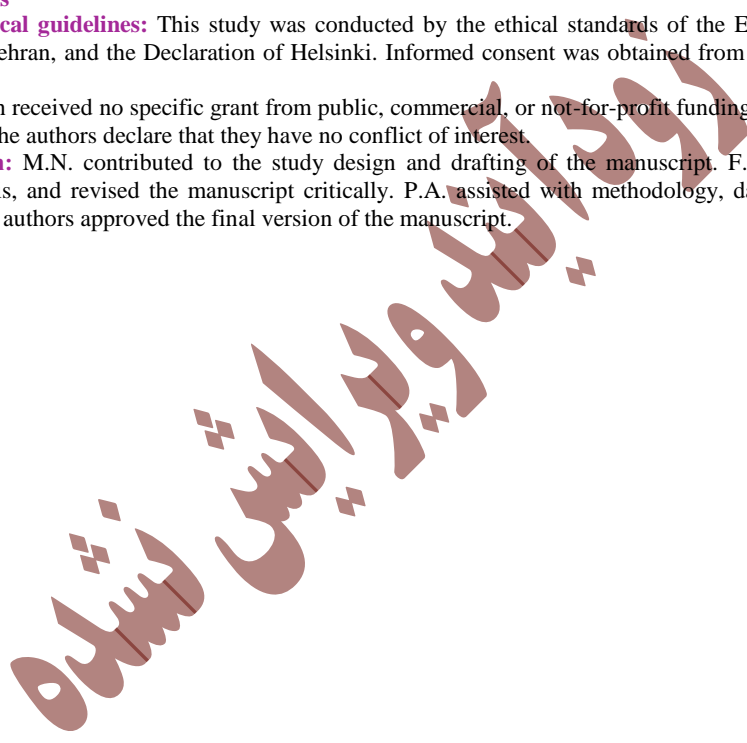 s
cal guidelines: This study was conducted by the ethical standards of the E
ehran, and the Declaration of Helsinki. Informed consent was obtained from
n received no specific grant from public, commercial, or not-for-profit funding
he authors declare that they have no conflict of interest.
n: M.N. contributed to the study design and drafting of the manuscript. F.
is, and revised the manuscript critically. P.A. assisted with methodology, da
authors approved the final version of the manuscript.
زودآیند ویرایش نشده